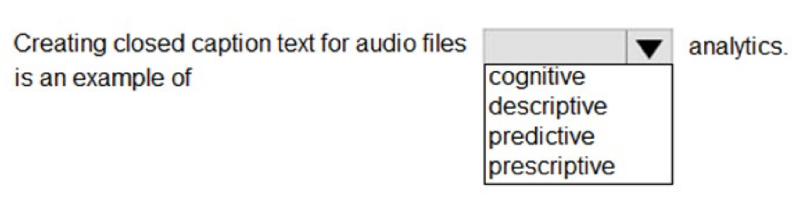 Creating closed caption text for audio files
is an example of
analytics.
cognitive
descriptive
predictive
prescriptive